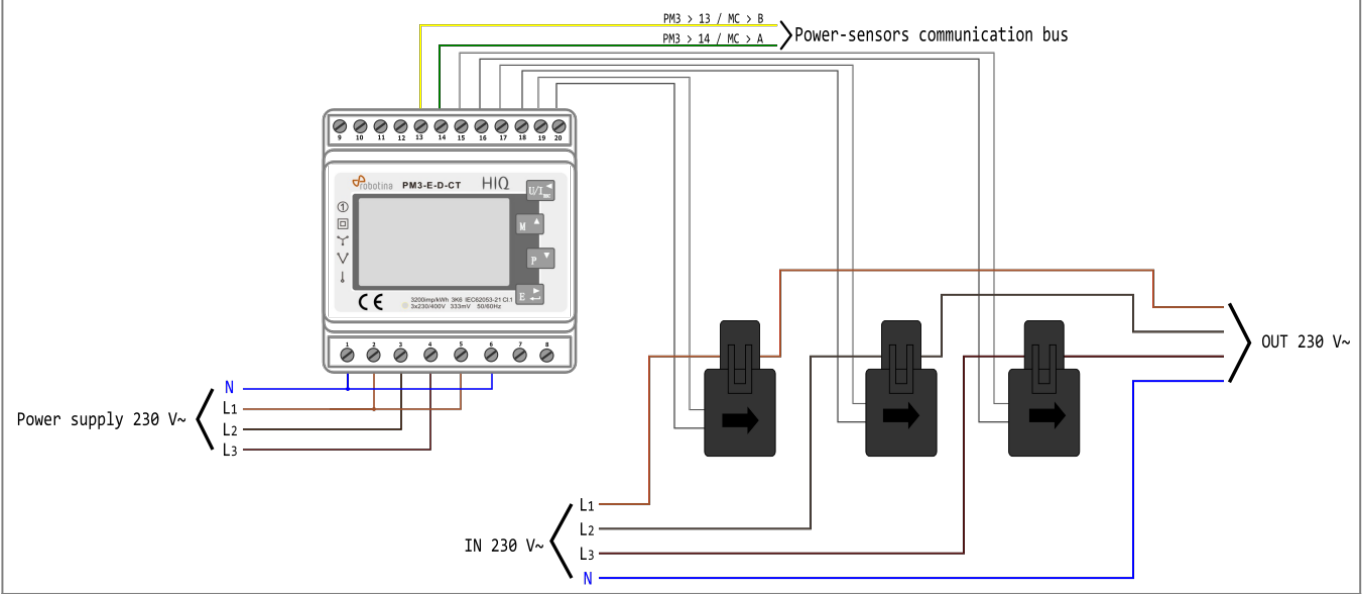 PM3 > 13 / MC > B
PM3 > 14 / MC > A
Power-sensors communication bus
9 10 11 12 13 14 15 16 17 18 19 20
robotina PM3-E-D-CT HIQ
U/I
M
P
E
CE
3200imp/kWh 3K6 IEC62053-21 Cl.1
3x230/400V 333mV 50/60Hz
1 2 3 4 5 6 7 8
Power supply 230 V~
N
L1
L2
L3
OUT 230 V~
IN 230 V~
L1
L2
L3
N